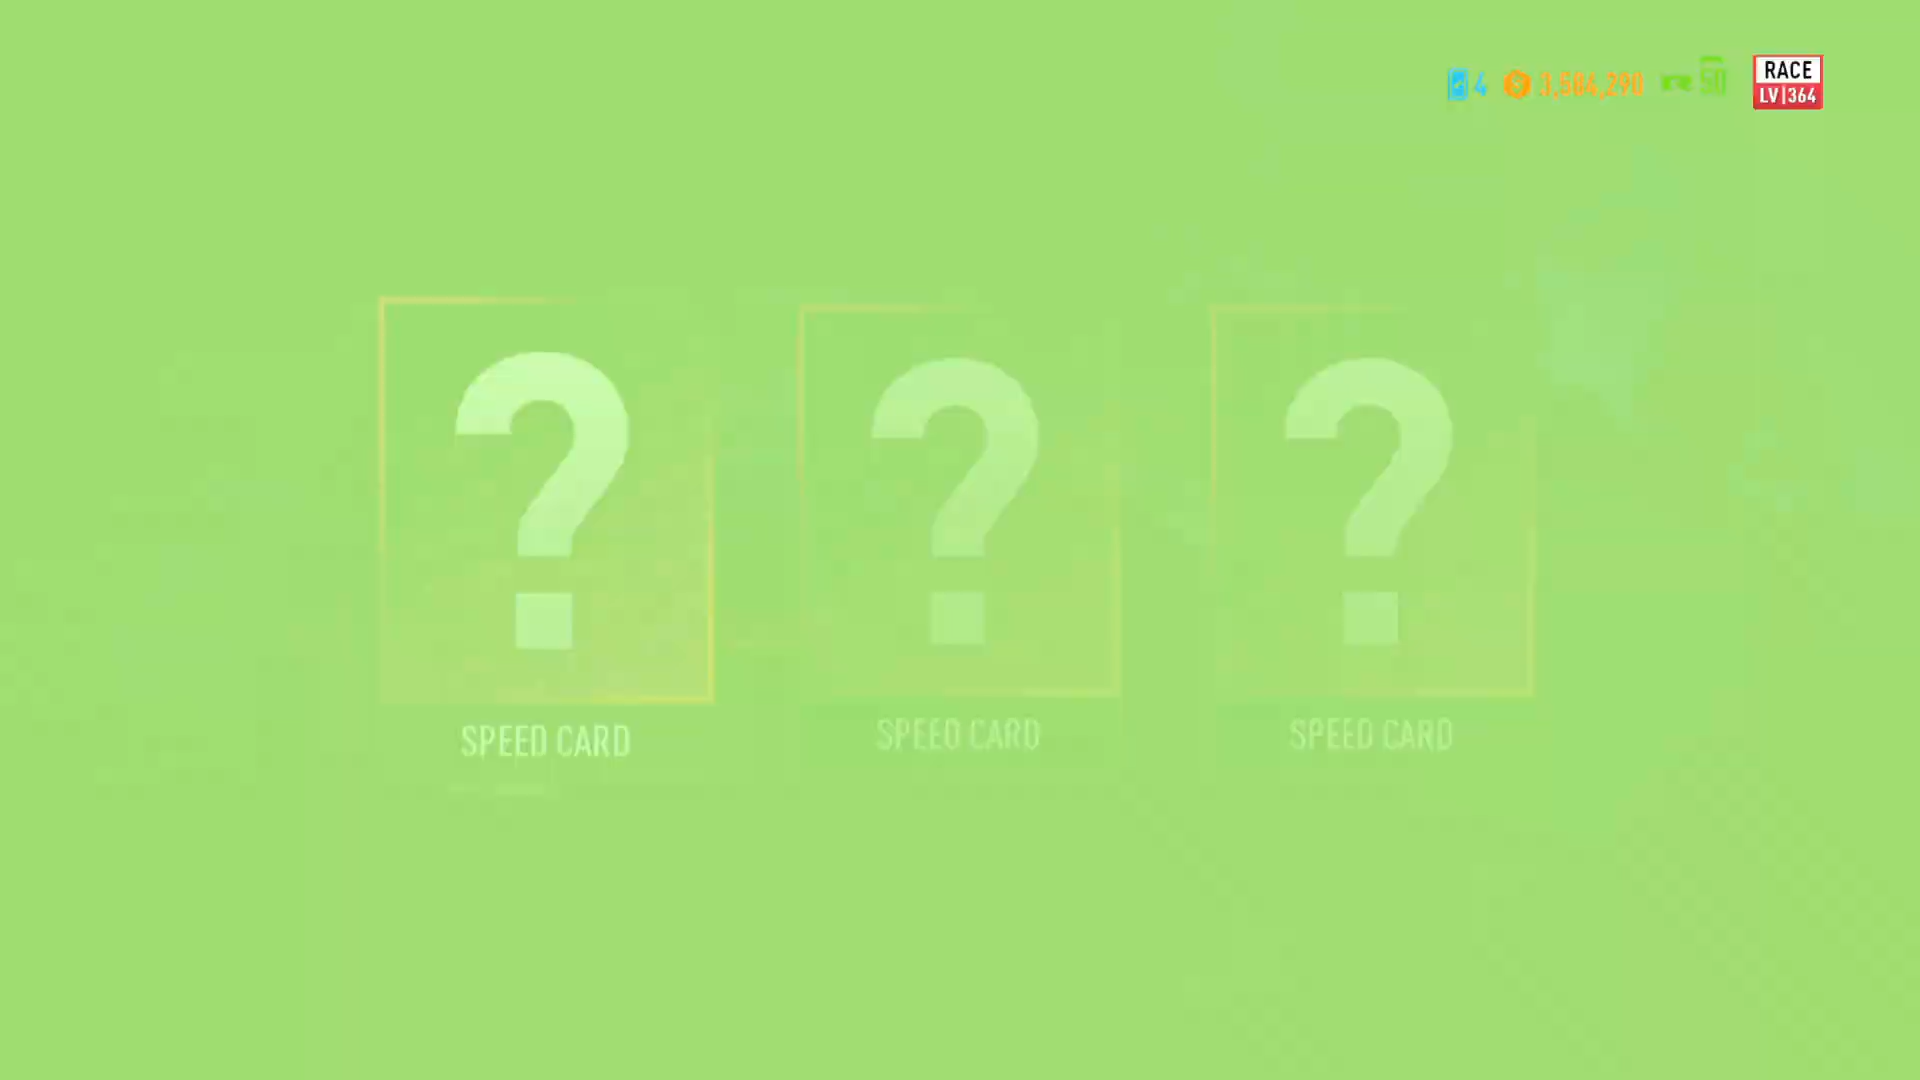 4 3,584,290 50 RACE
LV|364
? ? ?
SPEED CARD SPEED CARD SPEED CARD